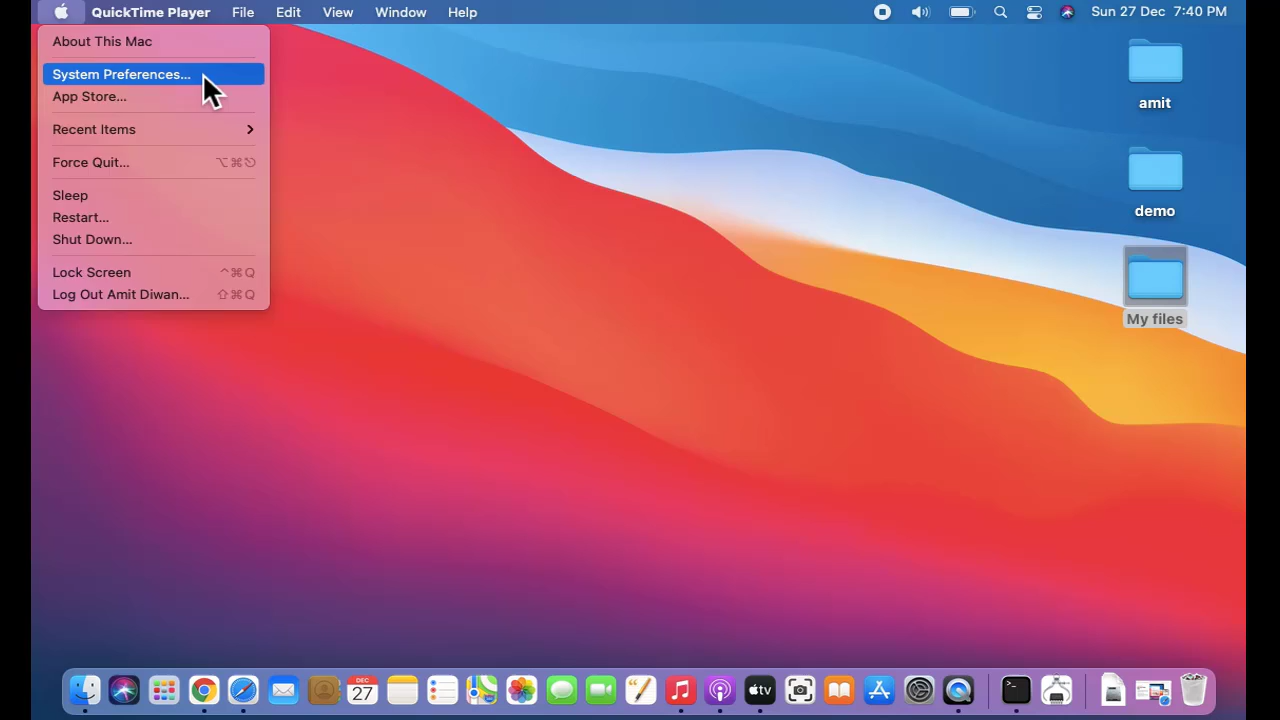 QuickTime Player File Edit View Window Help Sun 27 Dec 7:40 PM
About This Mac
System Preferences...
App Store...
Recent Items
Force Quit... ⌥⌘⎋
Sleep
Restart...
Shut Down...
Lock Screen ^⌘Q
Log Out Amit Diwan... ⇧⌘Q
amit
demo
My files
DEC
27
tv